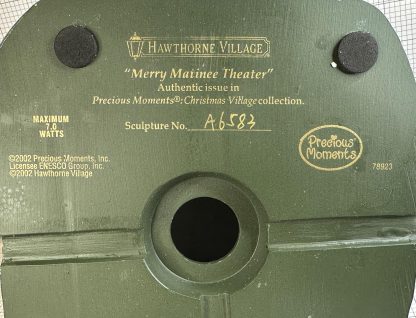 HAWTHORNE VILLAGE
"Merry Matinee Theater"
Authentic issue in
Precious Moments®: Christmas Village collection.
Sculpture No. A6583
MAXIMUM
7.0
WATTS
Precious
Moments
©2002 Precious Moments, Inc.
Licensee ENESCO Group, Inc.
©2002 Hawthorne Village
78923